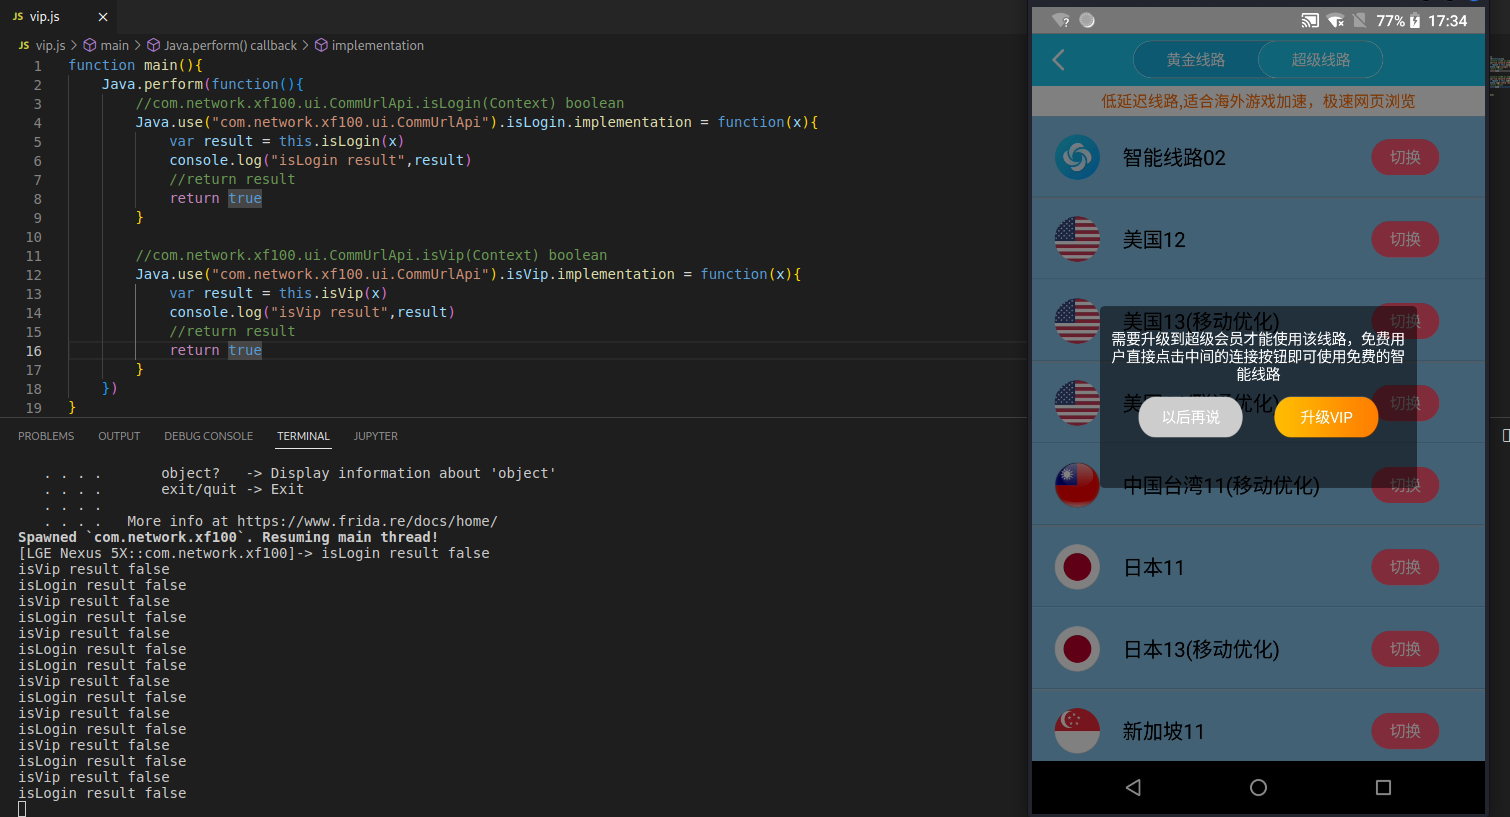 JS vip.js ×
JS vip.js > main > Java.perform() callback > implementation
1 function main(){
2 Java.perform(function(){
3 //com.network.xf100.ui.CommUrlApi.isLogin(Context) boolean
4 Java.use("com.network.xf100.ui.CommUrlApi").isLogin.implementation = function(x){
5 var result = this.isLogin(x)
6 console.log("isLogin result",result)
7 //return result
8 return true
9 }
10
11 //com.network.xf100.ui.CommUrlApi.isVip(Context) boolean
12 Java.use("com.network.xf100.ui.CommUrlApi").isVip.implementation = function(x){
13 var result = this.isVip(x)
14 console.log("isVip result",result)
15 //return result
16 return true
17 }
18 })
19 }
PROBLEMS OUTPUT DEBUG CONSOLE TERMINAL JUPYTER
. . . . object? -> Display information about 'object'
. . . . exit/quit -> Exit
. . . .
. . . . More info at https://www.frida.re/docs/home/
Spawned `com.network.xf100`. Resuming main thread!
[LGE Nexus 5X::com.network.xf100]-> isLogin result false
isVip result false
isLogin result false
isVip result false
isLogin result false
isVip result false
isLogin result false
isLogin result false
isVip result false
isLogin result false
isVip result false
isLogin result false
isVip result false
isLogin result false
isVip result false
isLogin result false
77% 17:34
黄金线路 超级线路
低延迟线路,适合海外游戏加速，极速网页浏览
智能线路02 切换
美国12 切换
美国13(移动优化) 切换
需要升级到超级会员才能使用该线路，免费用
户直接点击中间的连接按钮即可使用免费的智
能线路
以后再说 升级VIP
中国台湾11(移动优化) 切换
日本11 切换
日本13(移动优化) 切换
新加坡11 切换